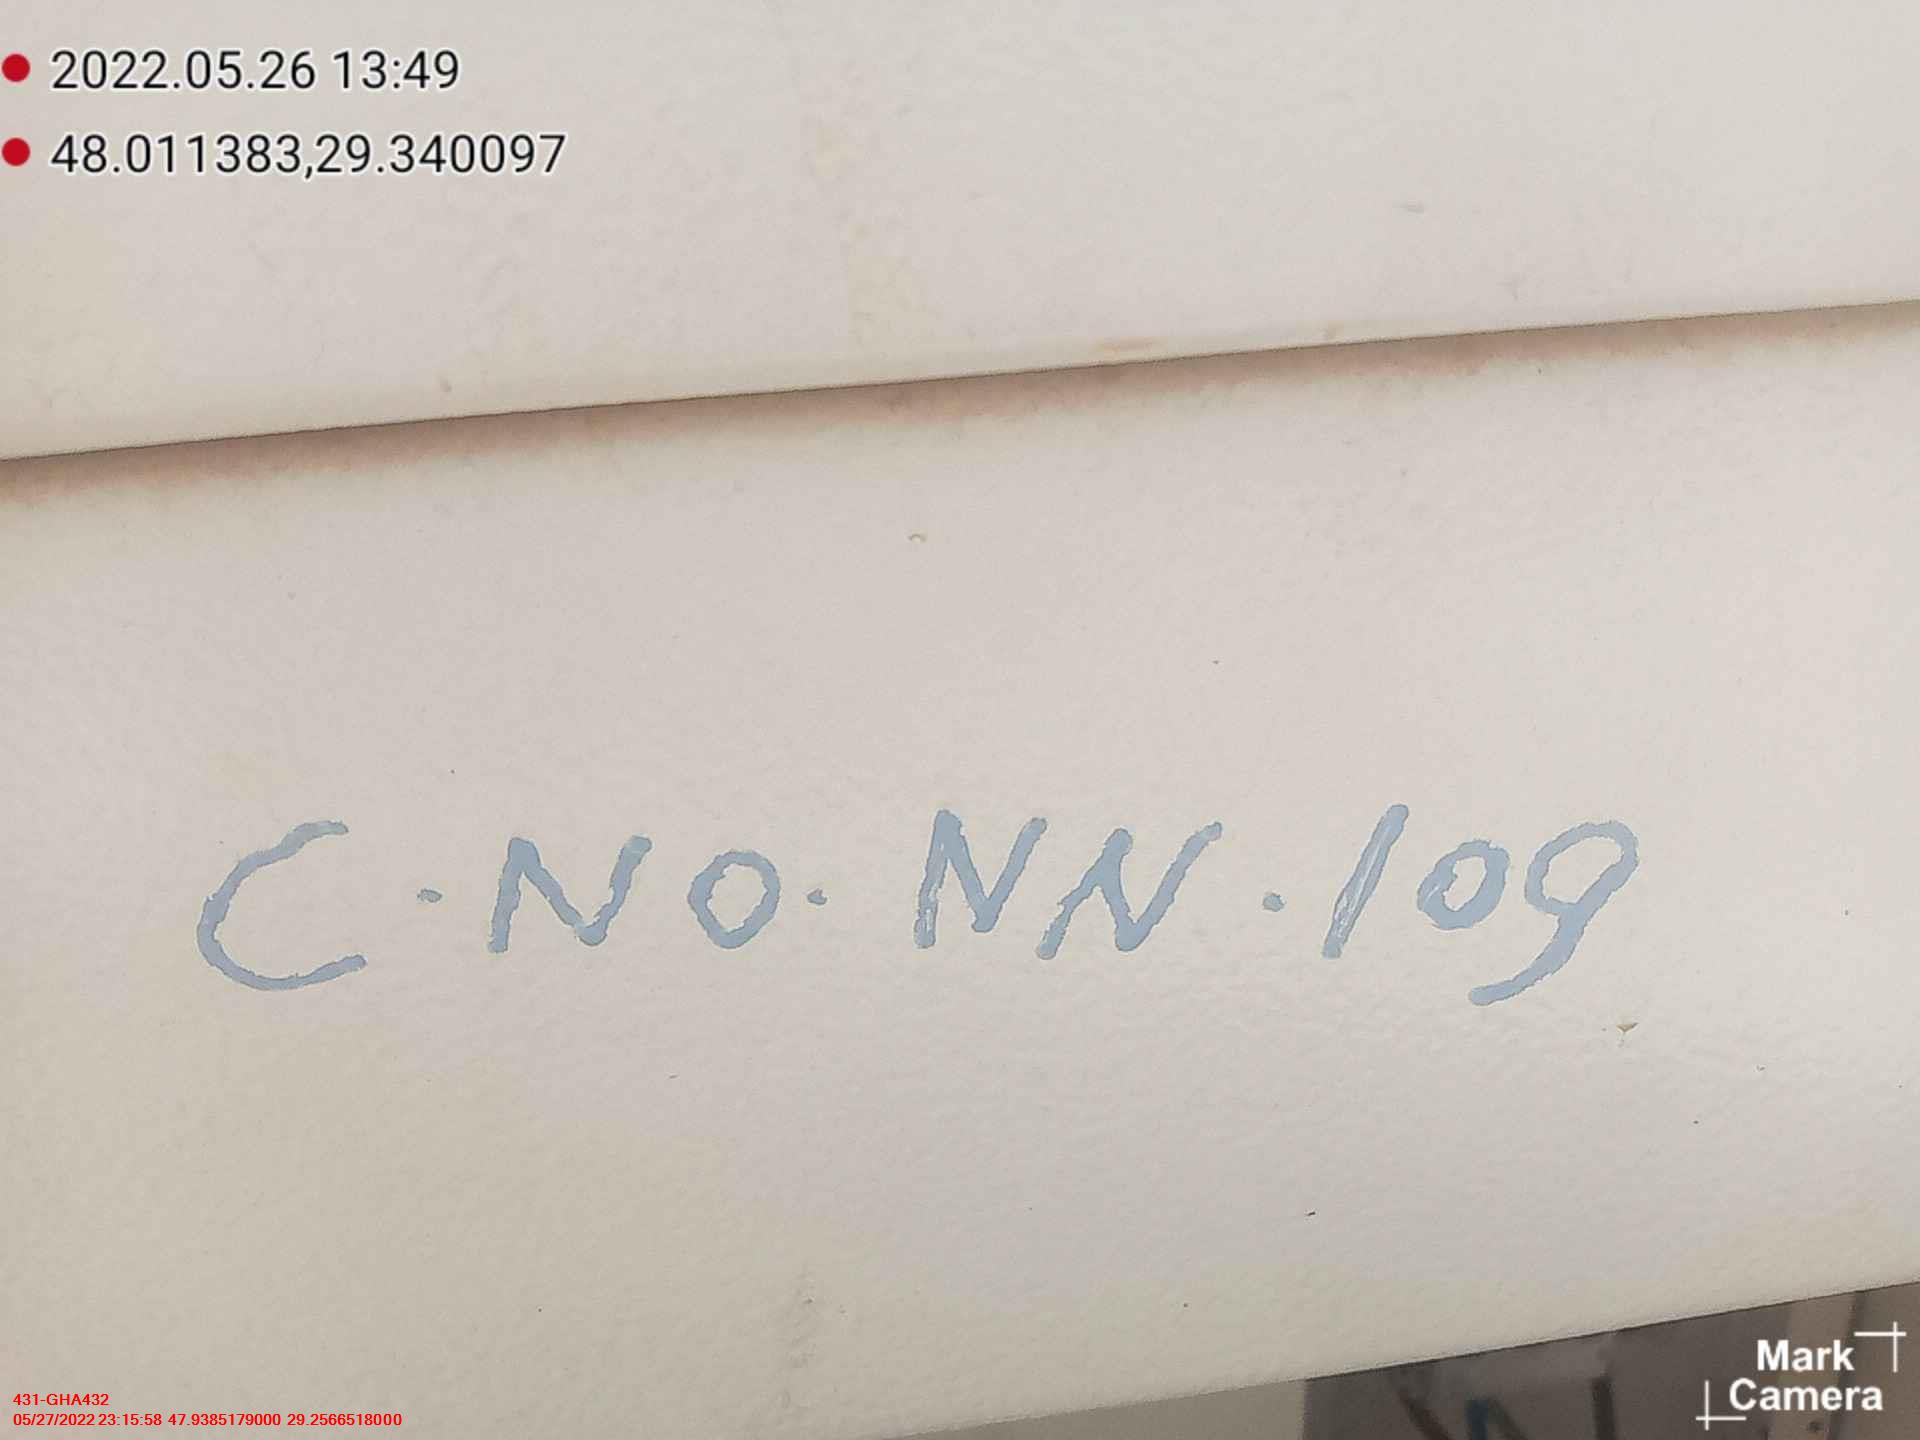 2022.05.26 13:49
48.011383,29.340097
C.NO.NN.109
Mark
Camera
431-GHA432
05/27/2022 23:15:58 47.9385179000 29.2566518000